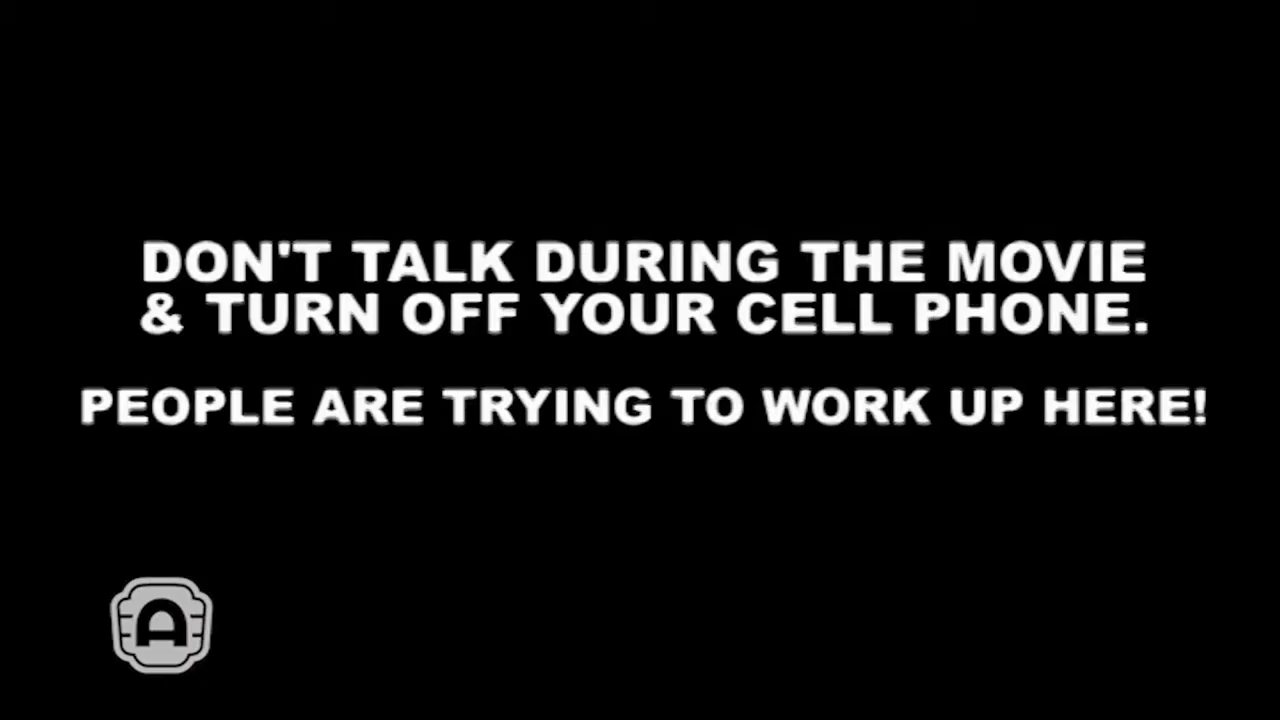 DON'T TALK DURING THE MOVIE
& TURN OFF YOUR CELL PHONE.
PEOPLE ARE TRYING TO WORK UP HERE!
A